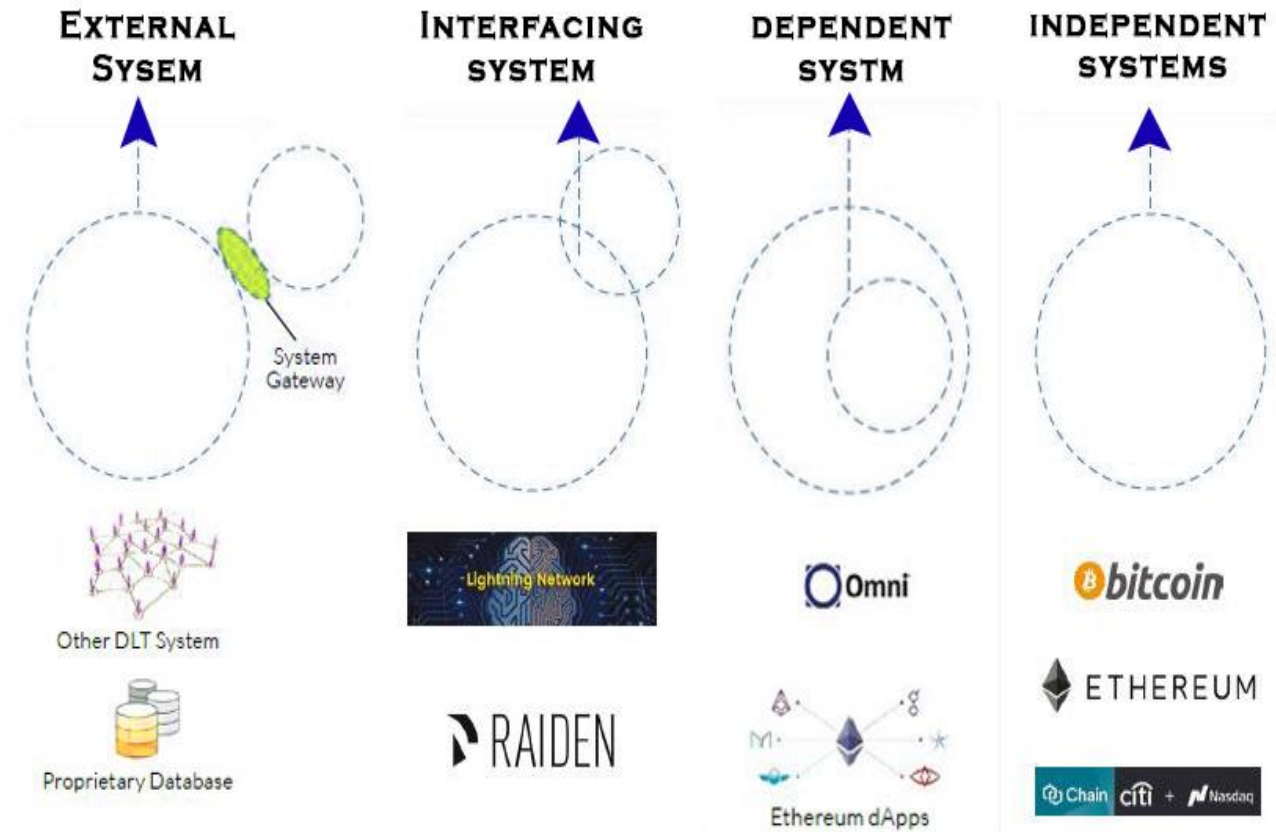 EXTERNAL
SYSEM
INTERFACING
SYSTEM
DEPENDENT
SYSTM
INDEPENDENT
SYSTEMS
System
Gateway
Other DLT System
Proprietary Database
Lightning Network
RAIDEN
Omni
Ethereum dApps
bitcoin
ETHEREUM
Chain citi + Nasdaq